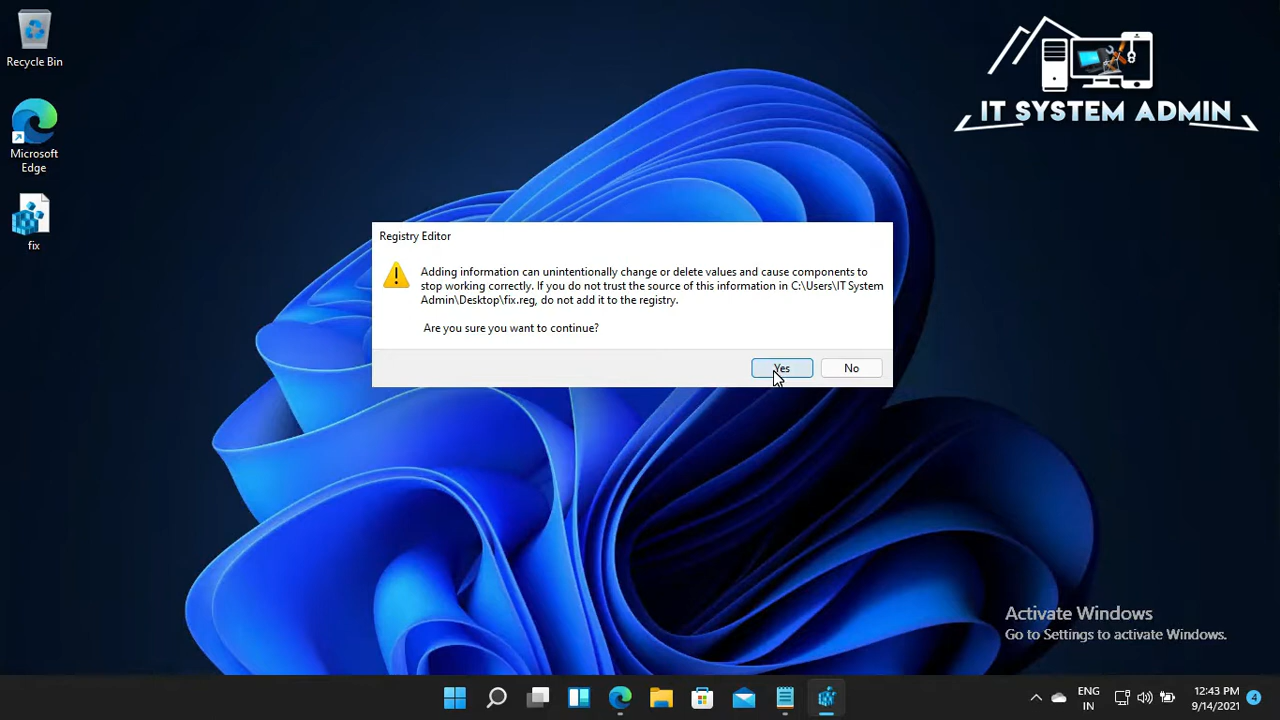 Recycle Bin
Microsoft
Edge
fix
IT SYSTEM ADMIN
Registry Editor
Adding information can unintentionally change or delete values and cause components to
stop working correctly. If you do not trust the source of this information in C:\Users\IT System
Admin\Desktop\fix.reg, do not add it to the registry.
Are you sure you want to continue?
Yes
No
Activate Windows
Go to Settings to activate Windows.
ENG
IN
12:43 PM
9/14/2021
4